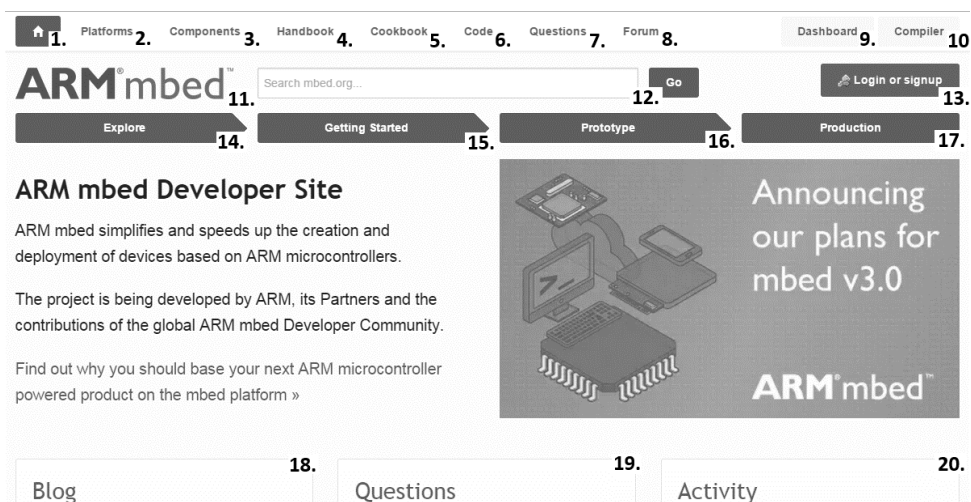 1. Platforms 2. Components 3. Handbook 4. Cookbook 5. Code 6. Questions 7. Forum 8. Dashboard 9. Compiler 10
ARM®mbed™ 11. Search mbed.org... 12. Go Login or signup 13.
Explore 14. Getting Started 15. Prototype 16. Production 17.
ARM mbed Developer Site
ARM mbed simplifies and speeds up the creation and
deployment of devices based on ARM microcontrollers.
The project is being developed by ARM, its Partners and the
contributions of the global ARM mbed Developer Community.
Find out why you should base your next ARM microcontroller
powered product on the mbed platform »
Announcing
our plans for
mbed v3.0
ARM®mbed™
18. 19. 20.
Blog Questions Activity